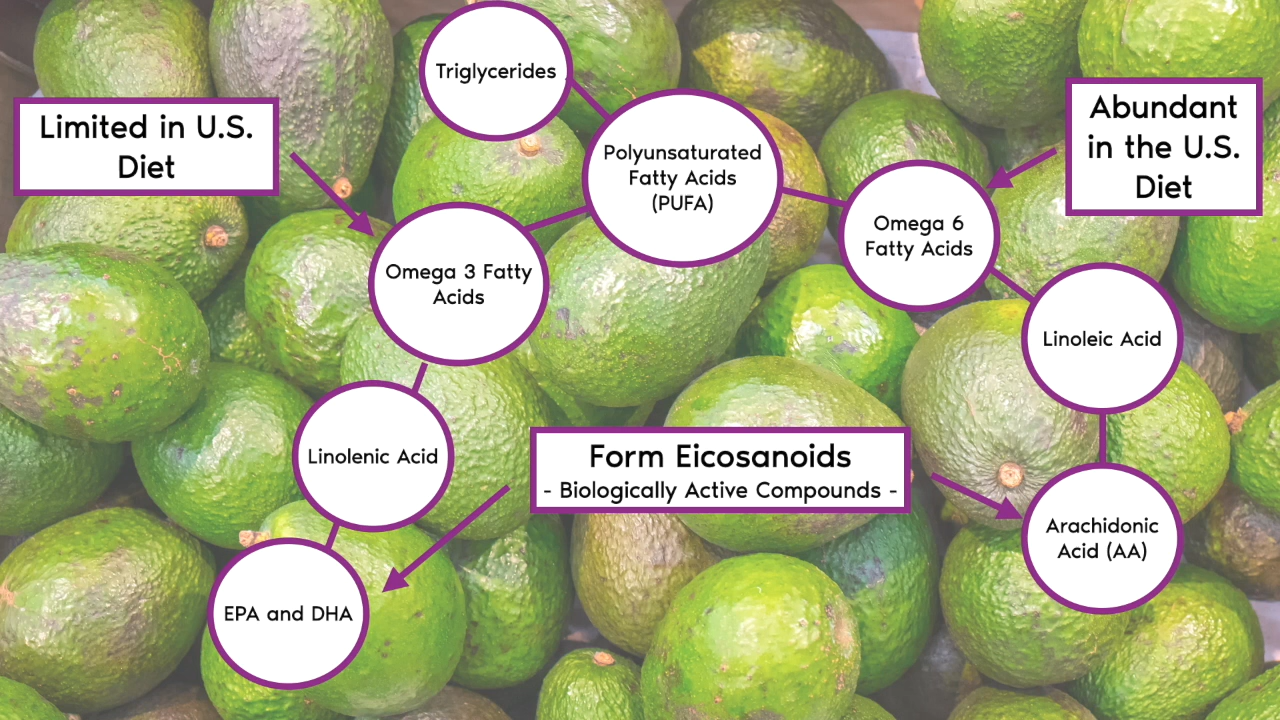 Triglycerides
Limited in U.S.
Diet
Abundant
in the U.S.
Diet
Polyunsaturated
Fatty Acids
(PUFA)
Omega 6
Fatty Acids
Omega 3 Fatty
Acids
Linoleic Acid
Linolenic Acid
Form Eicosanoids
- Biologically Active Compounds -
Arachidonic
Acid (AA)
EPA and DHA